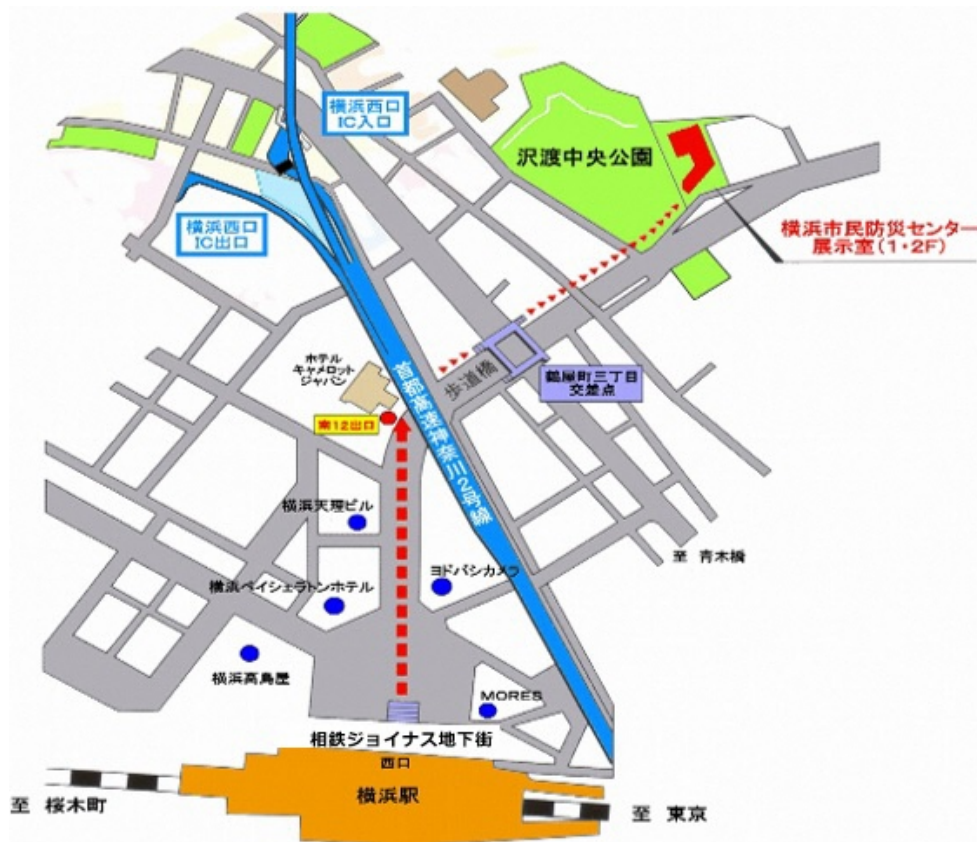 横浜西口
IC入口
沢渡中央公園
横浜西口
IC出口
横浜市民防災センター
展示室(1・2F)
ホテル
キャメロット
ジャパン
歩道橋
鶴屋町三丁目
交差点
南12出口
首都高速神奈川2号線
横浜天理ビル
至 青木橋
ヨドバシカメラ
横浜ベイシェラトンホテル
横浜高島屋
MORES
相鉄ジョイナス地下街
西口
横浜駅
至 桜木町
至 東京